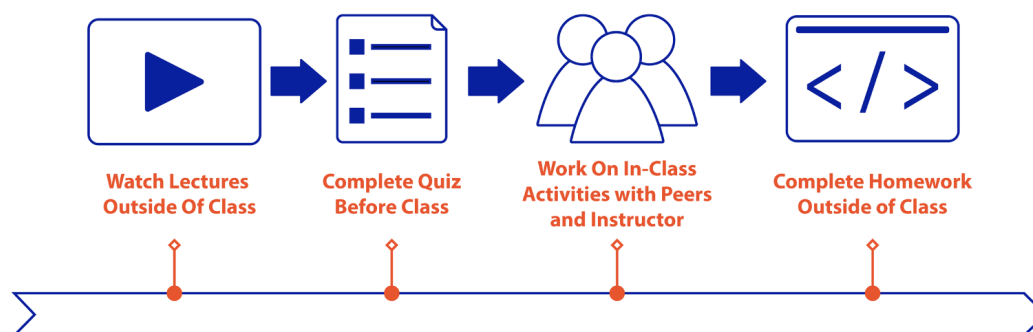 </>
Watch Lectures
Outside Of Class
Complete Quiz
Before Class
Work On In-Class
Activities with Peers
and Instructor
Complete Homework
Outside of Class